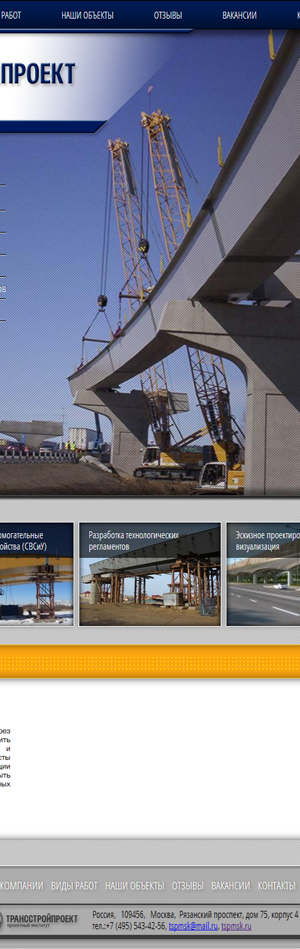 РАБОТ НАШИ ОБЪЕКТЫ ОТЗЫВЫ ВАКАНСИИ
ПРОЕКТ
ов
омогательные
ойства (СВСиУ)
Разработка технологических
регламентов
Эскизное проектиро
визуализация
рез
ить
и
сты
ции
ыть
вых
КОМПАНИИ ВИДЫ РАБОТ НАШИ ОБЪЕКТЫ ОТЗЫВЫ ВАКАНСИИ КОНТАКТЫ
ТРАНССТРОЙПРОЕКТ
проектный институт
Россия, 109456, Москва, Рязанский проспект, дом 75, корпус 4
тел.:+7 (495) 543-42-56, tspmsk@mail.ru, tspmsk.ru